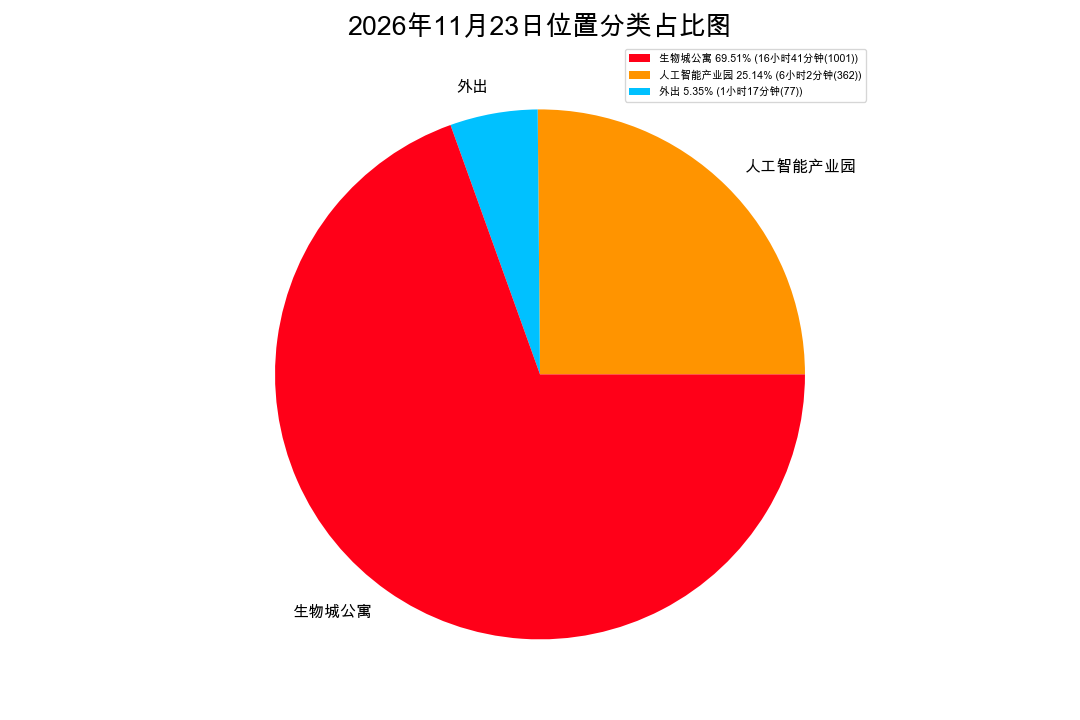 2026年11月23日位置分类占比图
生物城公寓 69.51% (16小时41分钟(1001))
人工智能产业园 25.14% (6小时2分钟(362))
外出 5.35% (1小时17分钟(77))
外出
人工智能产业园
生物城公寓